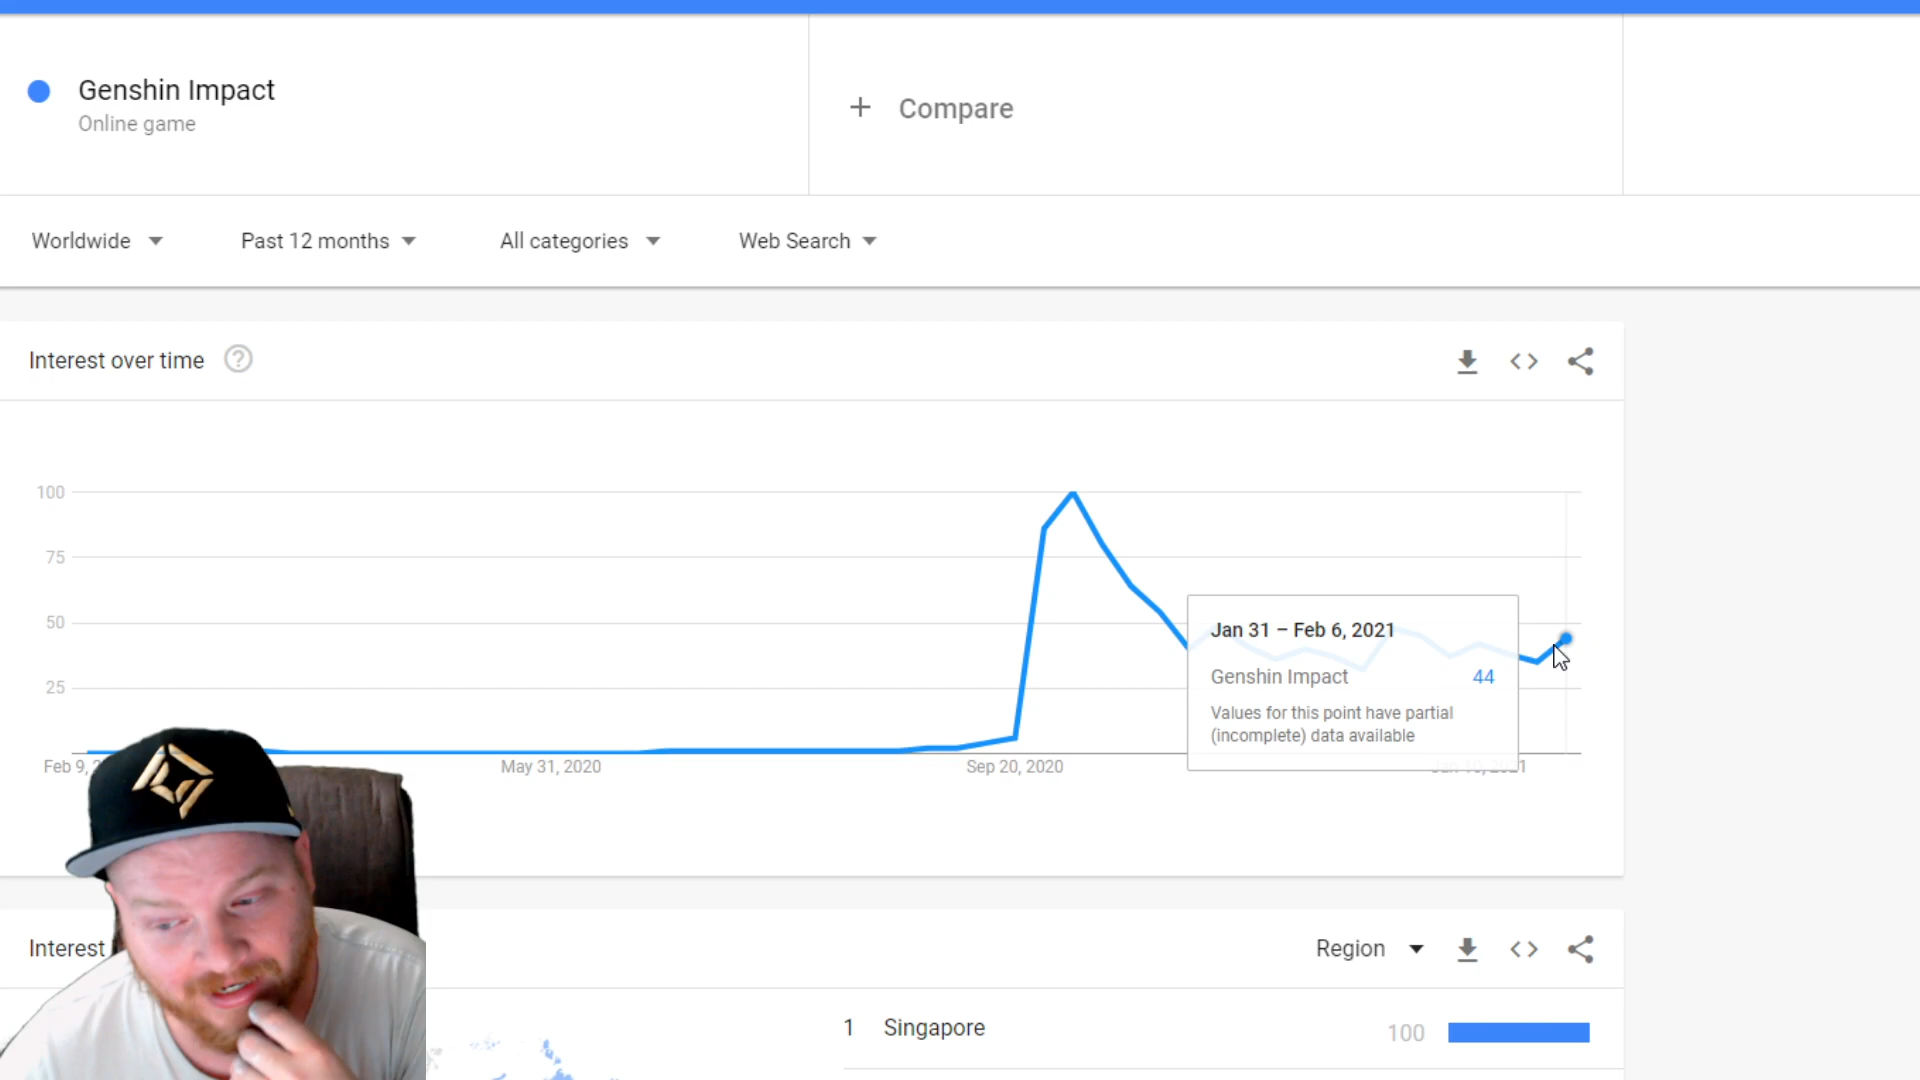 Genshin Impact
Online game
+ Compare
Worldwide
Past 12 months
All categories
Web Search
Interest over time
100
75
50
25
Jan 31 – Feb 6, 2021
Genshin Impact 44
Values for this point have partial
(incomplete) data available
Feb 9,
May 31, 2020
Sep 20, 2020
Interest
Region
1 Singapore 100